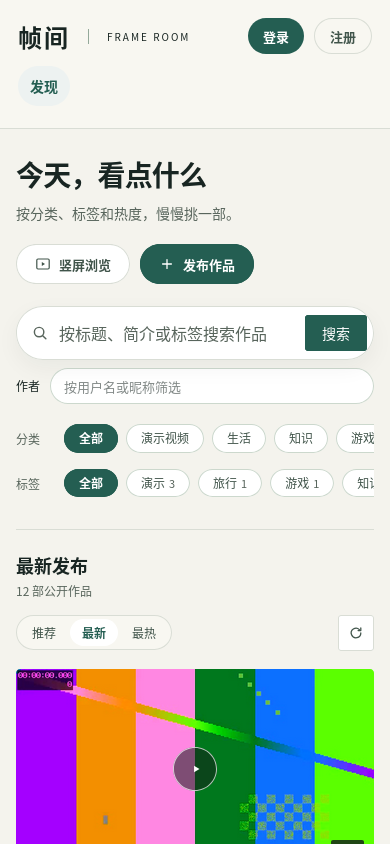 帧间 FRAME ROOM 登录 注册
发现
今天，看点什么
按分类、标签和热度，慢慢挑一部。
竖屏浏览 发布作品
按标题、简介或标签搜索作品 搜索
作者 按用户名或昵称筛选
分类 全部 演示视频 生活 知识 游戏
标签 全部 演示 3 旅行 1 游戏 1 知识
最新发布
12 部公开作品
推荐 最新 最热
00:00:00.000
0